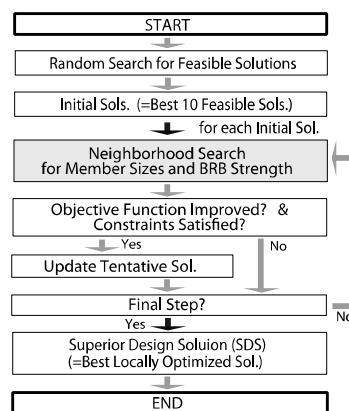 START
Random Search for Feasible Solutions
Initial Sols. (=Best 10 Feasible Sols.)
for each Initial Sol.
Neighborhood Search
for Member Sizes and BRB Strength
Objective Function Improved? &
Constraints Satisfied?
Yes
No
Update Tentative Sol.
Final Step?
Yes
No
Superior Design Soluion (SDS)
(=Best Locally Optimized Sol.)
END